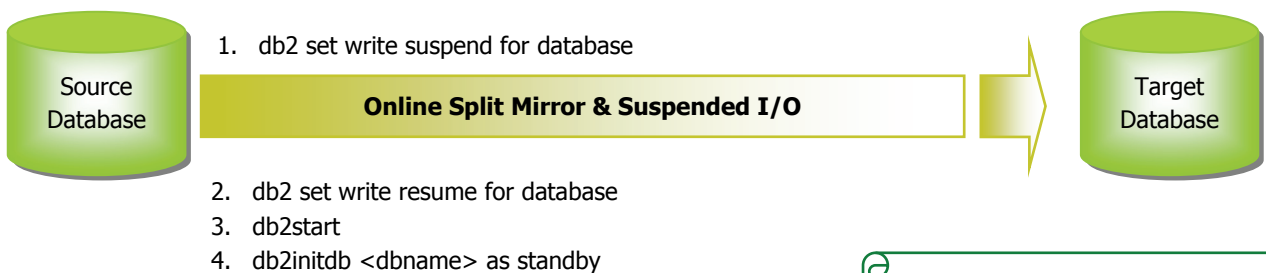 1. db2 set write suspend for database
Source
Database
Online Split Mirror & Suspended I/O
Target
Database
2. db2 set write resume for database
3. db2start
4. db2initdb <dbname> as standby